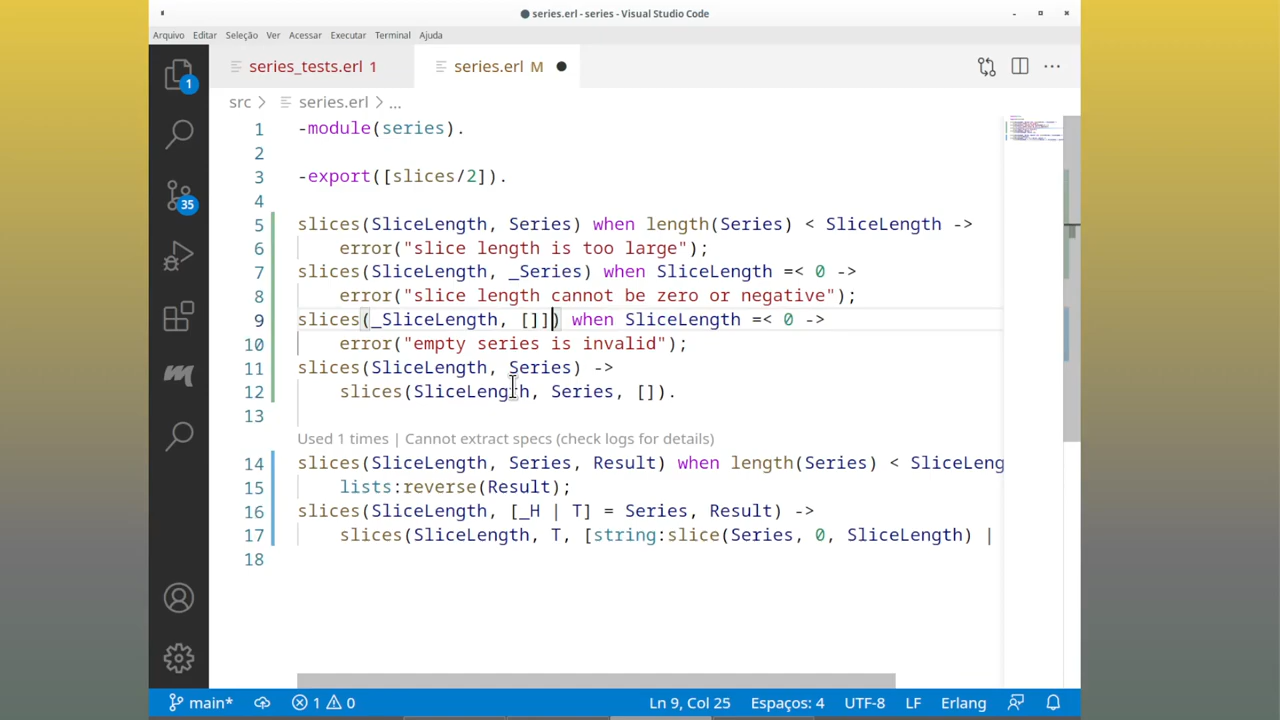 series.erl - series - Visual Studio Code
Arquivo Editar Seleção Ver Acessar Executar Terminal Ajuda
1
series_tests.erl 1
series.erl M
src > series.erl > ...
1 -module(series).
2
3 -export([slices/2]).
4
5 slices(SliceLength, Series) when length(Series) < SliceLength ->
6 error("slice length is too large");
7 slices(SliceLength, _Series) when SliceLength =< 0 ->
8 error("slice length cannot be zero or negative");
9 slices(_SliceLength, []]) when SliceLength =< 0 ->
10 error("empty series is invalid");
11 slices(SliceLength, Series) ->
12 slices(SliceLength, Series, []).
13
Used 1 times | Cannot extract specs (check logs for details)
14 slices(SliceLength, Series, Result) when length(Series) < SliceLeng
15 lists:reverse(Result);
16 slices(SliceLength, [_H | T] = Series, Result) ->
17 slices(SliceLength, T, [string:slice(Series, 0, SliceLength) |
18
35
main* 1 0 Ln 9, Col 25 Espaços: 4 UTF-8 LF Erlang